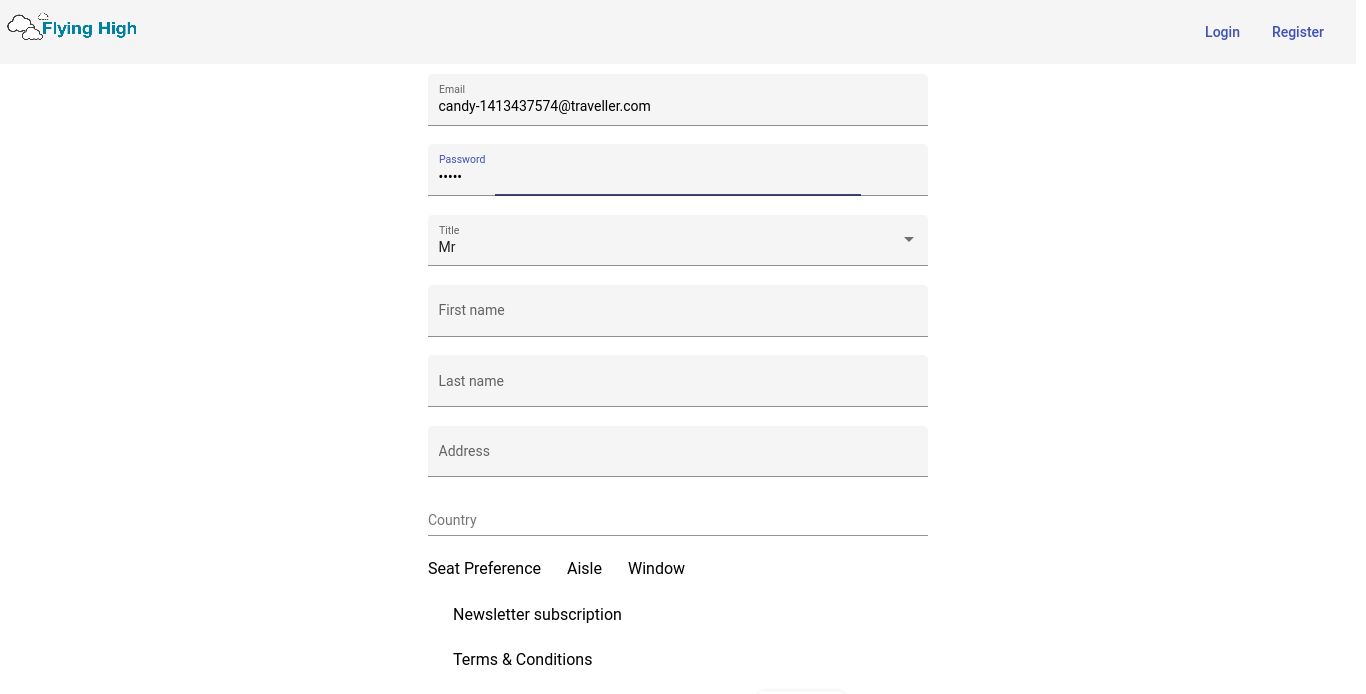 Flying High
Login Register
Email
candy-1413437574@traveller.com
Password
•••••
Title
Mr
First name
Last name
Address
Country
Seat Preference Aisle Window
Newsletter subscription
Terms & Conditions